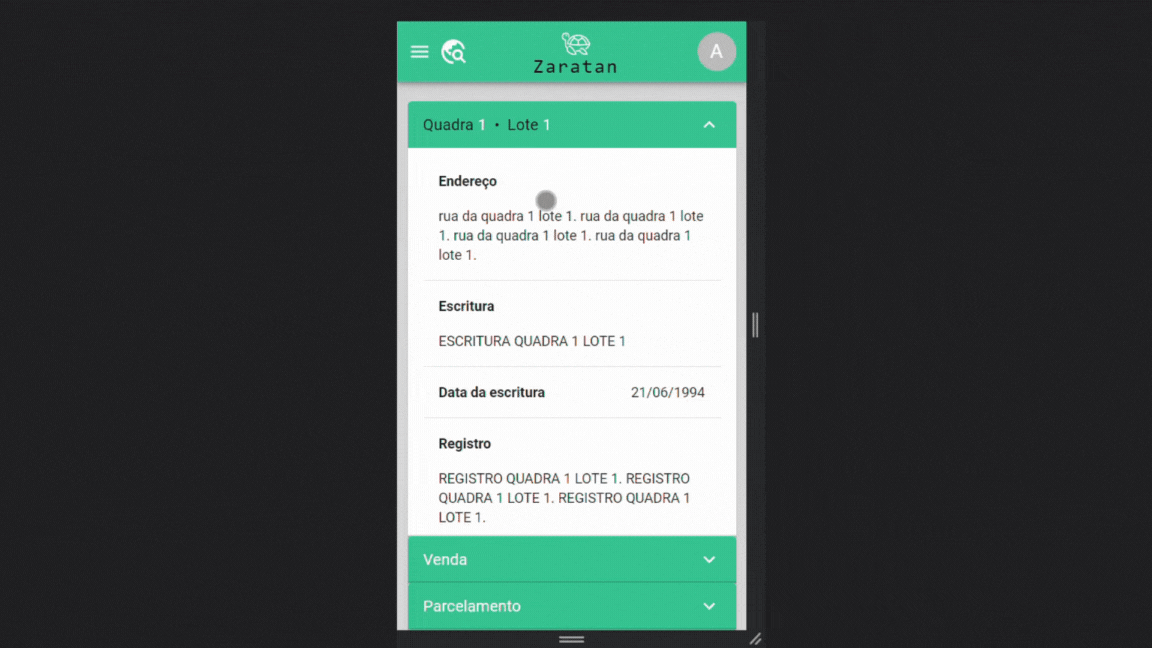 Zaratan
A
Quadra 1 • Lote 1
Endereço
rua da quadra 1 lote 1. rua da quadra 1 lote
1. rua da quadra 1 lote 1. rua da quadra 1
lote 1.
Escritura
ESCRITURA QUADRA 1 LOTE 1
Data da escritura 21/06/1994
Registro
REGISTRO QUADRA 1 LOTE 1. REGISTRO
QUADRA 1 LOTE 1. REGISTRO QUADRA 1
LOTE 1.
Venda
Parcelamento